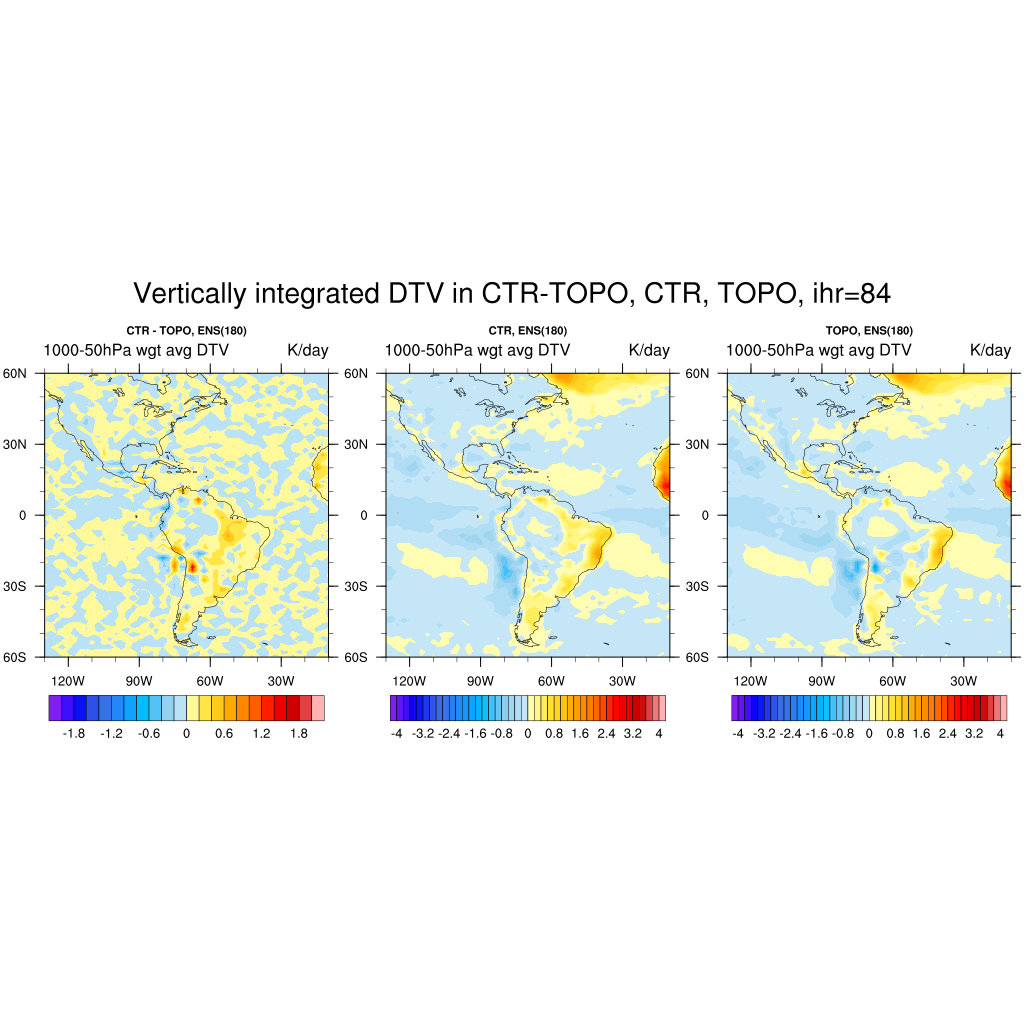 Vertically integrated DTV in CTR-TOPO, CTR, TOPO, ihr=84
CTR - TOPO, ENS(180)
1000-50hPa wgt avg DTV K/day
60N
30N
0
30S
60S
120W 90W 60W 30W
-1.8 -1.2 -0.6 0 0.6 1.2 1.8
CTR, ENS(180)
1000-50hPa wgt avg DTV K/day
60N
30N
0
30S
60S
120W 90W 60W 30W
-4 -3.2 -2.4 -1.6 -0.8 0 0.8 1.6 2.4 3.2 4
TOPO, ENS(180)
1000-50hPa wgt avg DTV K/day
60N
30N
0
30S
60S
120W 90W 60W 30W
-4 -3.2 -2.4 -1.6 -0.8 0 0.8 1.6 2.4 3.2 4